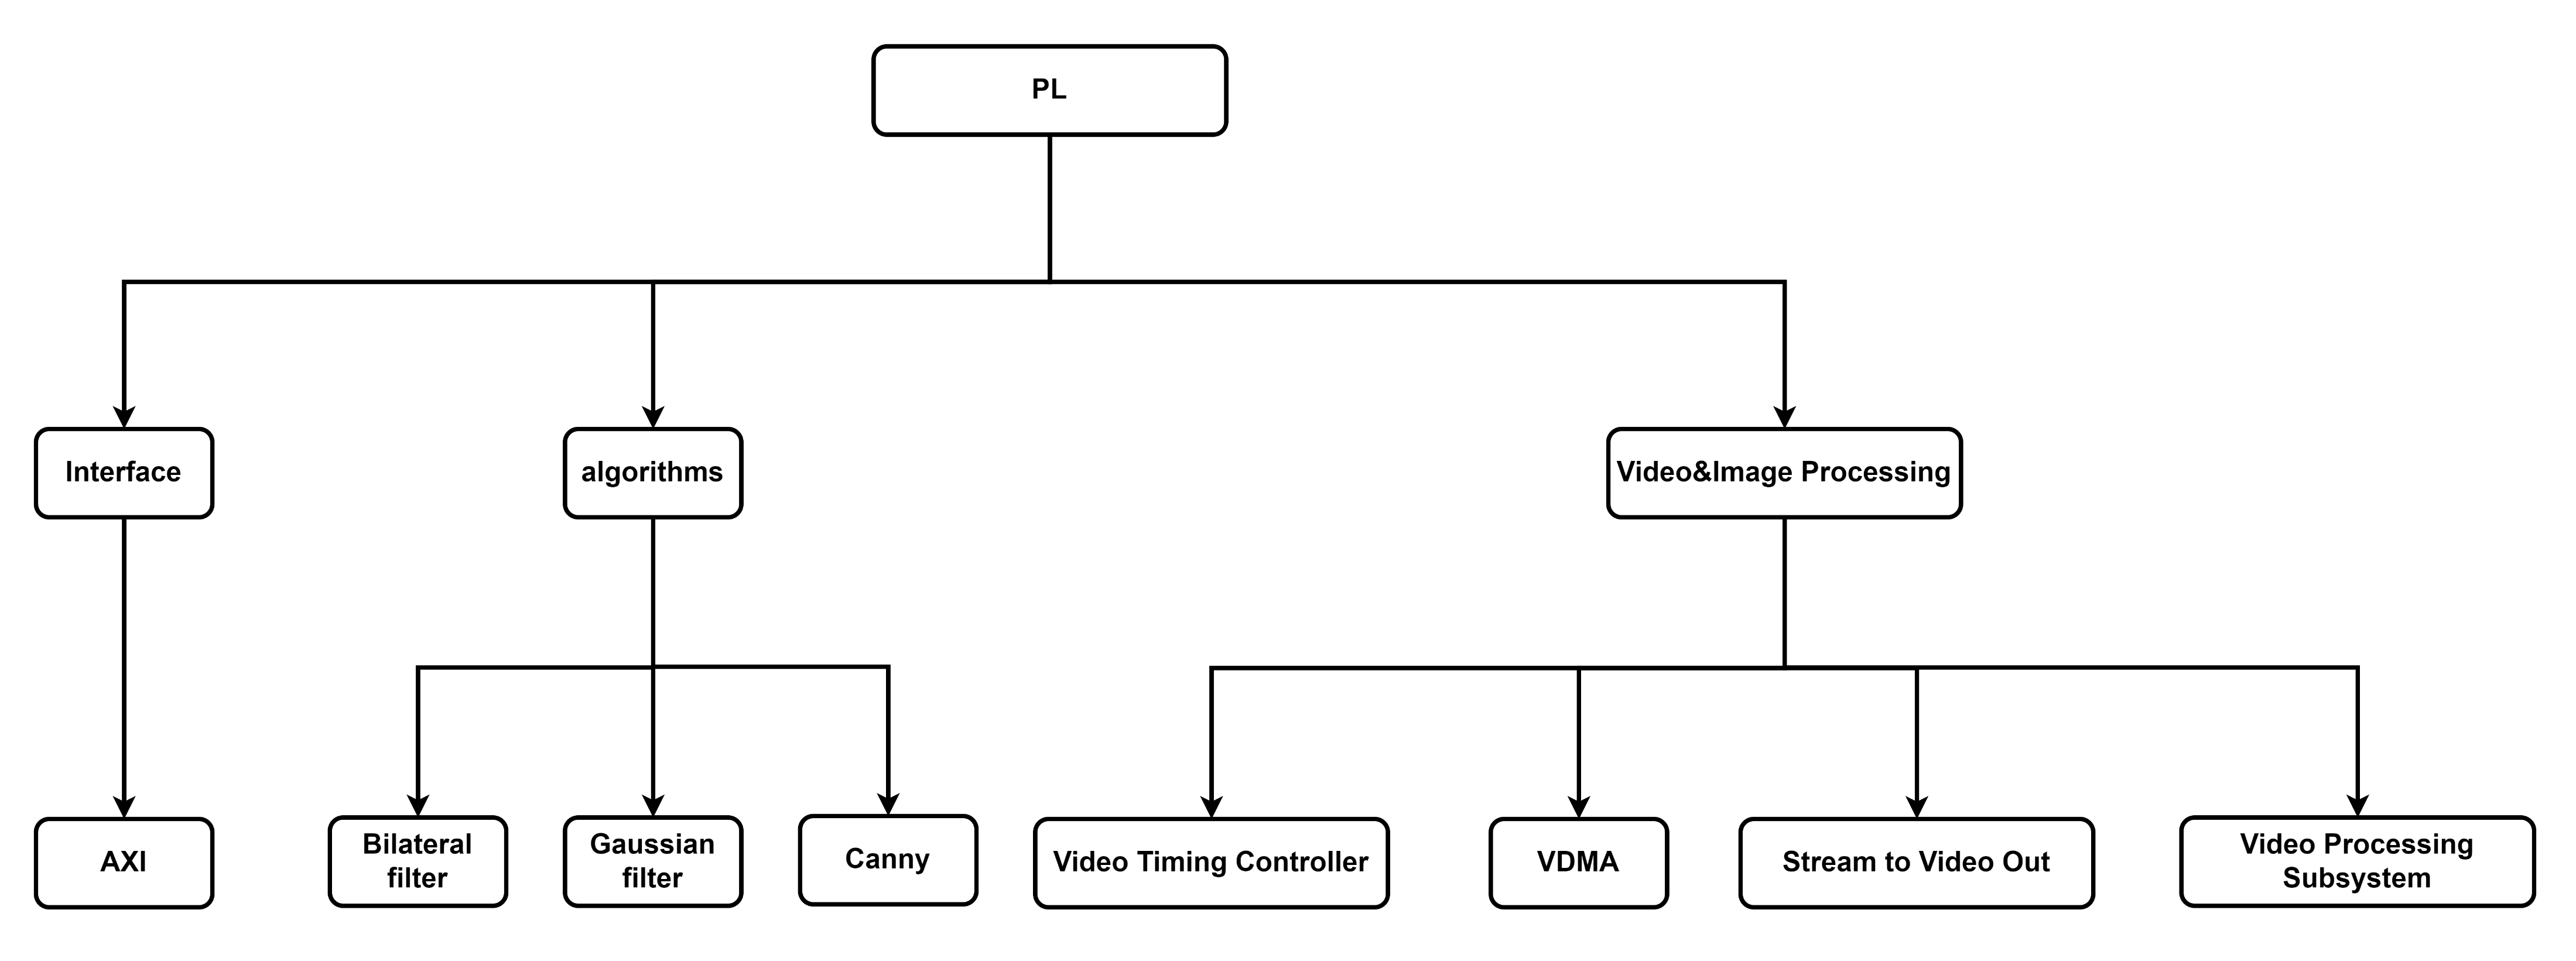 PL
Interface
algorithms
Video&Image Processing
AXI
Bilateral
filter
Gaussian
filter
Canny
Video Timing Controller
VDMA
Stream to Video Out
Video Processing
Subsystem